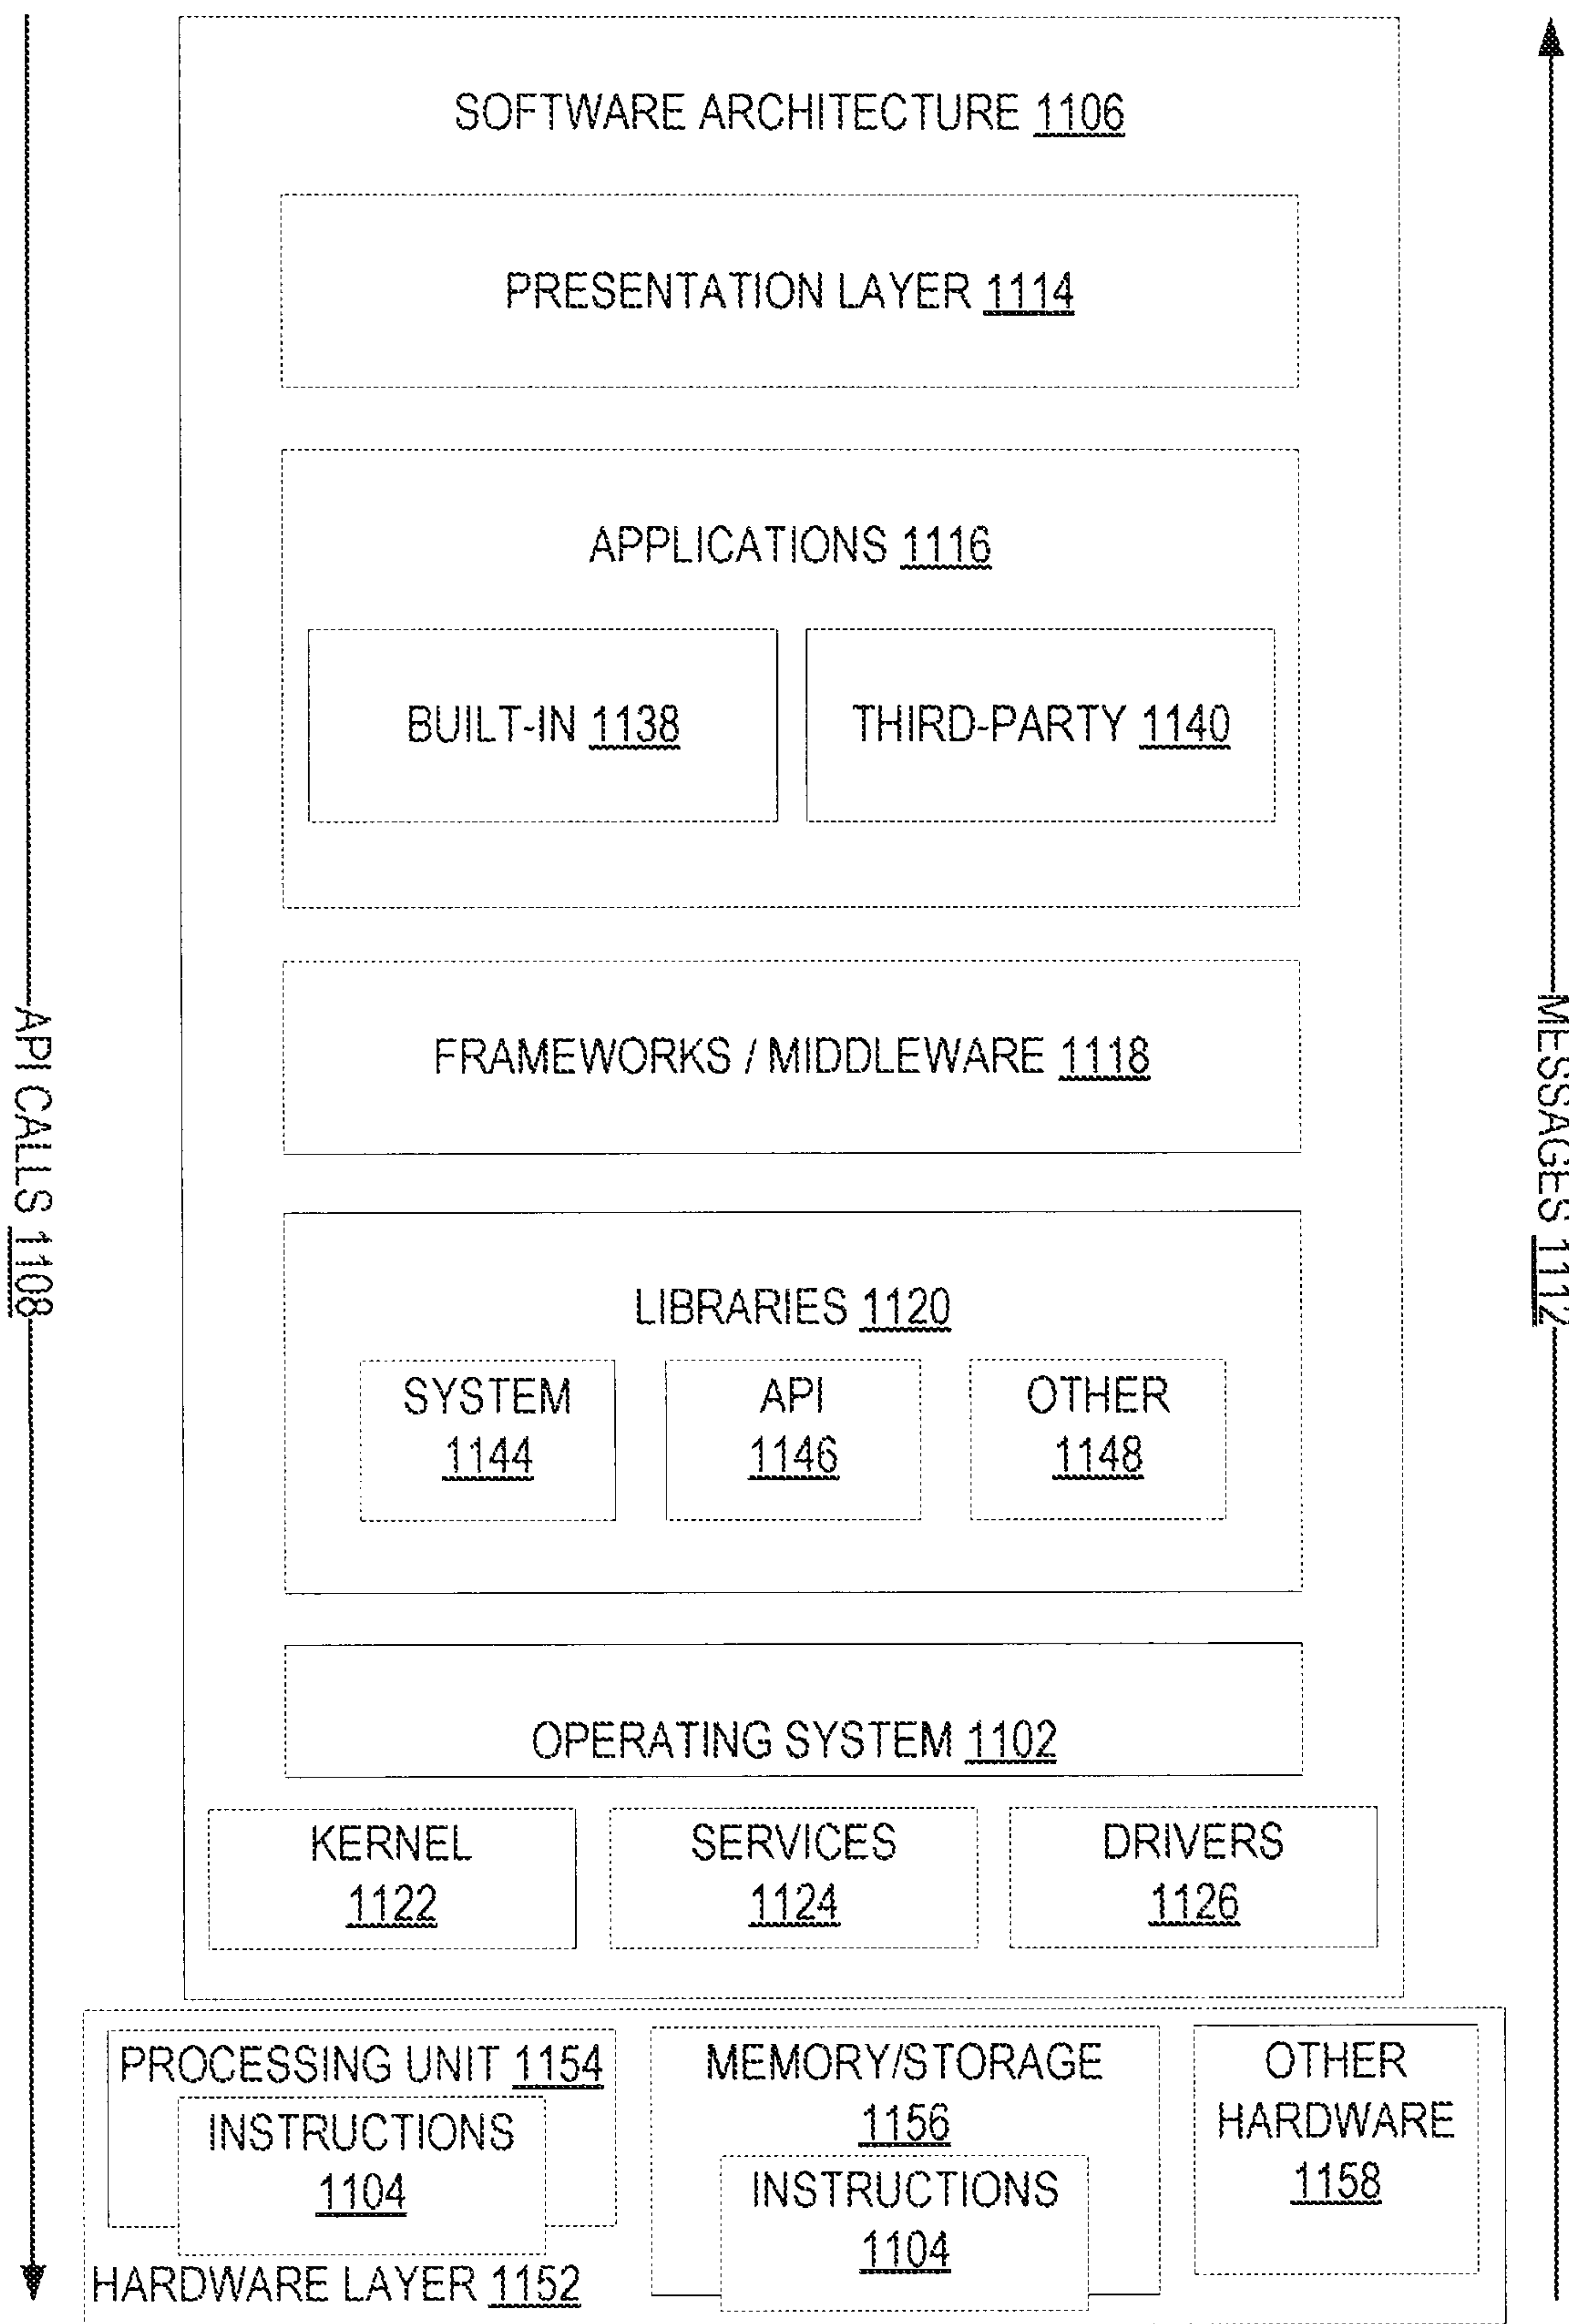 SOFTWARE ARCHITECTURE 1106
PRESENTATION LAYER 1114
APPLICATIONS 1116
BUILT-IN 1138
THIRD-PARTY 1140
FRAMEWORKS / MIDDLEWARE 1118
API CALLS 1108
MESSAGES 1112
LIBRARIES 1120
SYSTEM
1144
API
1146
OTHER
1148
OPERATING SYSTEM 1102
KERNEL
1122
SERVICES
1124
DRIVERS
1126
PROCESSING UNIT 1154
INSTRUCTIONS
1104
MEMORY/STORAGE
1156
INSTRUCTIONS
1104
OTHER
HARDWARE
1158
HARDWARE LAYER 1152